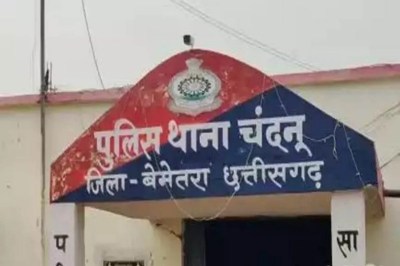 पुलिस थाना चंदनू
जिला - बेमेतरा छत्तीसगढ़
प
सा